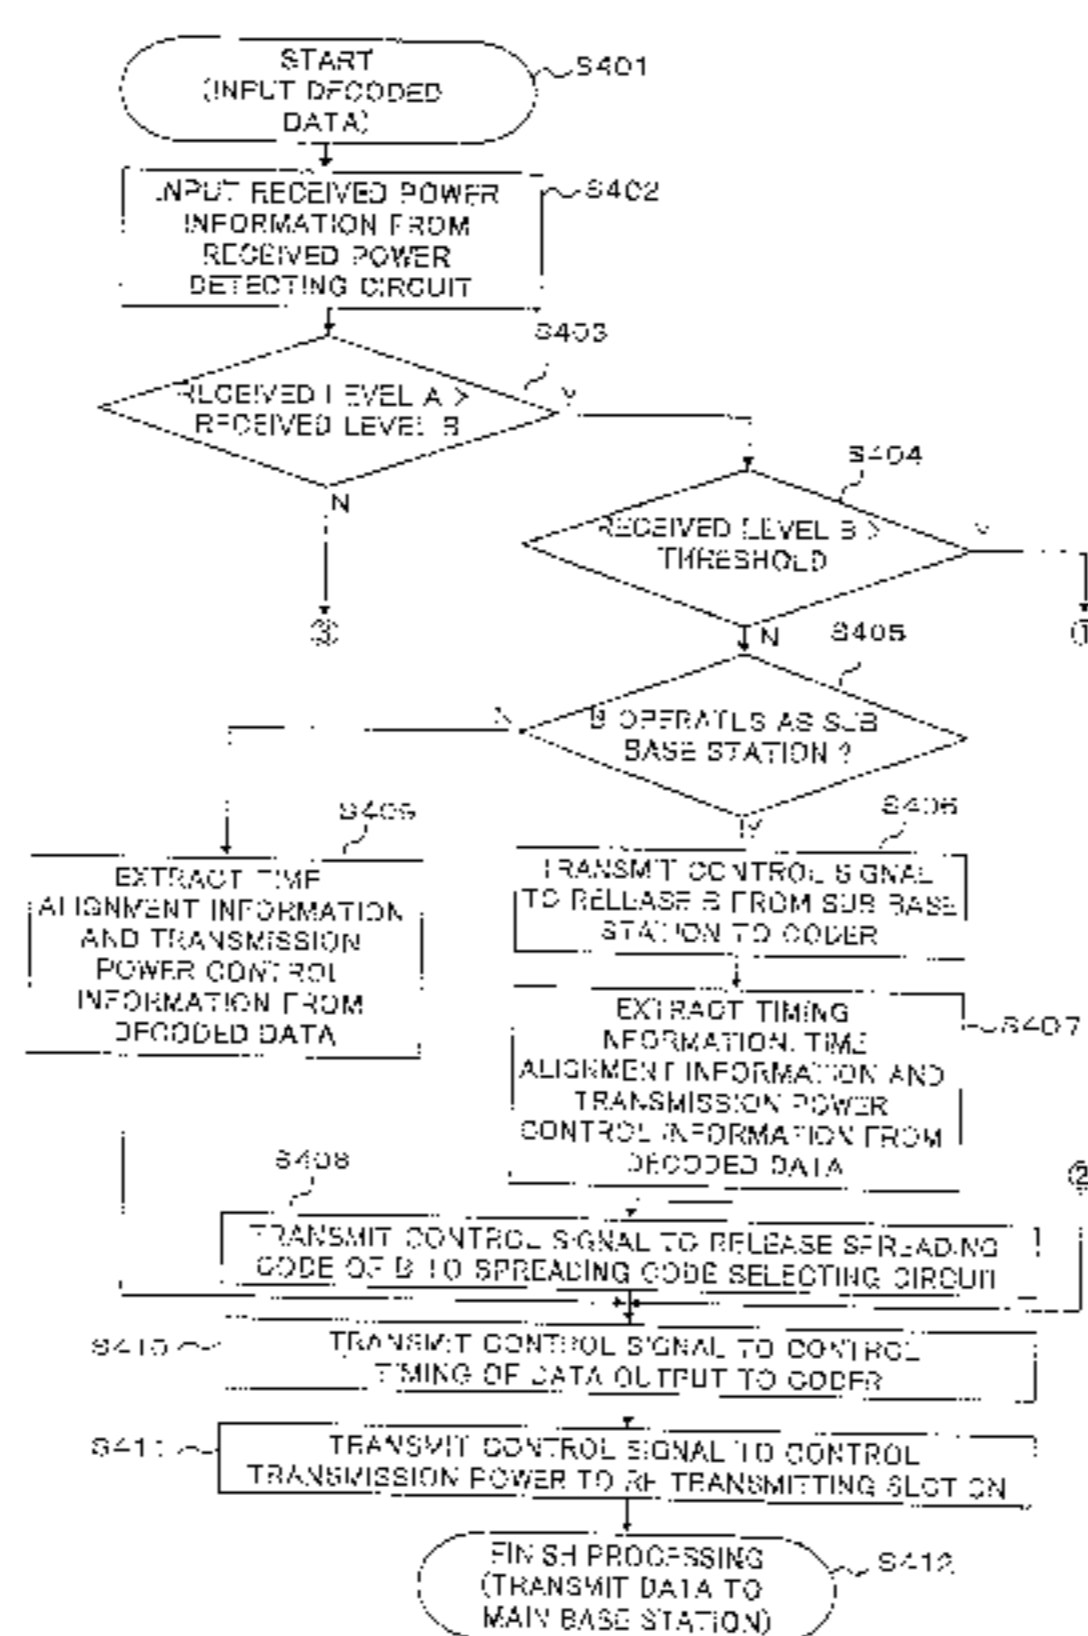 START
(INPUT DECODED
DATA)
S401
INPUT RECEIVED POWER
INFORMATION FROM
RECEIVED POWER
DETECTING CIRCUIT
S402
S403
RECEIVED LEVEL A >
RECEIVED LEVEL B
Y
N
③
S404
RECEIVED LEVEL B >
THRESHOLD
Y
①
N
S405
B OPERATES AS SUB
BASE STATION ?
N
Y
S409
EXTRACT TIME
ALIGNMENT INFORMATION
AND TRANSMISSION
POWER CONTROL
INFORMATION FROM
DECODED DATA
S406
TRANSMIT CONTROL SIGNAL
TO RELEASE B FROM SUB BASE
STATION TO CODER
EXTRACT TIMING
INFORMATION, TIME
ALIGNMENT INFORMATION AND
TRANSMISSION POWER
CONTROL INFORMATION FROM
DECODED DATA
S407
②
S408
TRANSMIT CONTROL SIGNAL TO RELEASE SPREADING
CODE OF B TO SPREADING CODE SELECTING CIRCUIT
S410
TRANSMIT CONTROL SIGNAL TO CONTROL
TIMING OF DATA OUTPUT TO CODER
S411
TRANSMIT CONTROL SIGNAL TO CONTROL
TRANSMISSION POWER TO RF TRANSMITTING SECTION
FINISH PROCESSING
(TRANSMIT DATA TO
MAIN BASE STATION)
S412